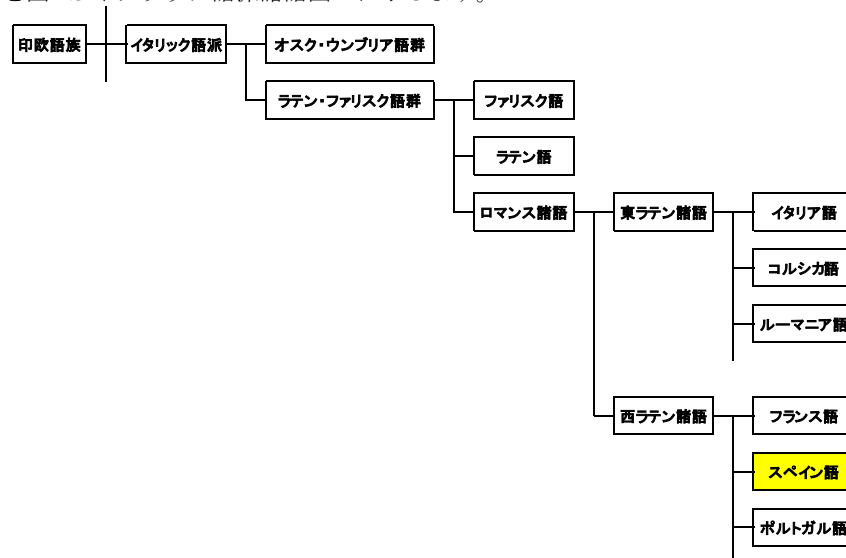 印欧語族
イタリック語派
オスク・ウンブリア語群
ラテン・ファリスク語群
ファリスク語
ラテン語
ロマンス諸語
東ラテン諸語
イタリア語
コルシカ語
ルーマニア語
西ラテン諸語
フランス語
スペイン語
ポルトガル語